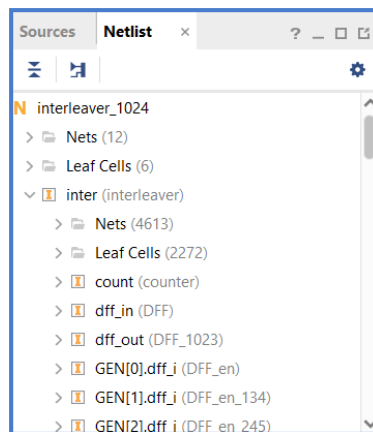 Sources Netlist × ? _
N interleaver_1024
Nets (12)
Leaf Cells (6)
I inter (interleaver)
Nets (4613)
Leaf Cells (2272)
I count (counter)
I dff_in (DFF)
I dff_out (DFF_1023)
I GEN[0].dff_i (DFF_en)
I GEN[1].dff_i (DFF_en_134)
I GEN[2].dff_i (DFF_en_245)